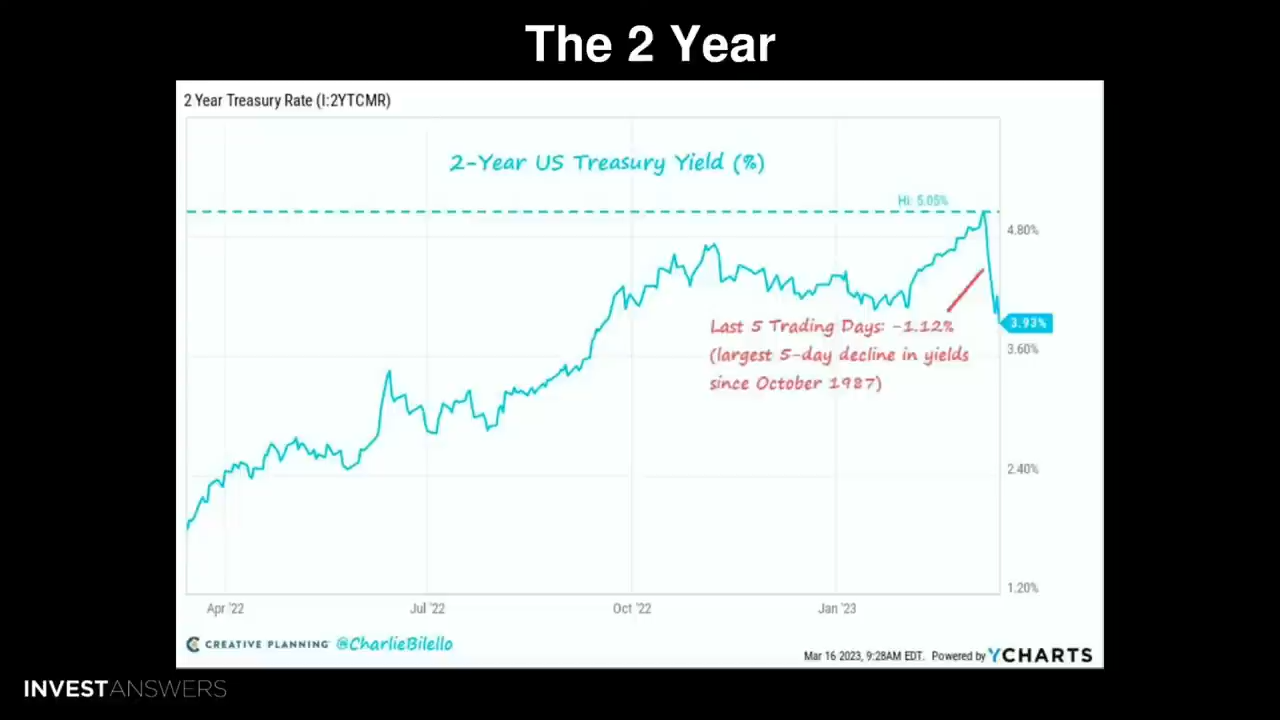 The 2 Year
2 Year Treasury Rate (I:2YTCMR)
2-Year US Treasury Yield (%)
Hi: 5.05%
4.80%
Last 5 Trading Days: -1.12%
(largest 5-day decline in yields
since October 1987)
3.93%
3.60%
2.40%
1.20%
Apr '22
Jul '22
Oct '22
Jan '23
CREATIVE PLANNING @CharlieBilello
Mar 16 2023, 9:28AM EDT. Powered by YCHARTS
INVESTANSWERS